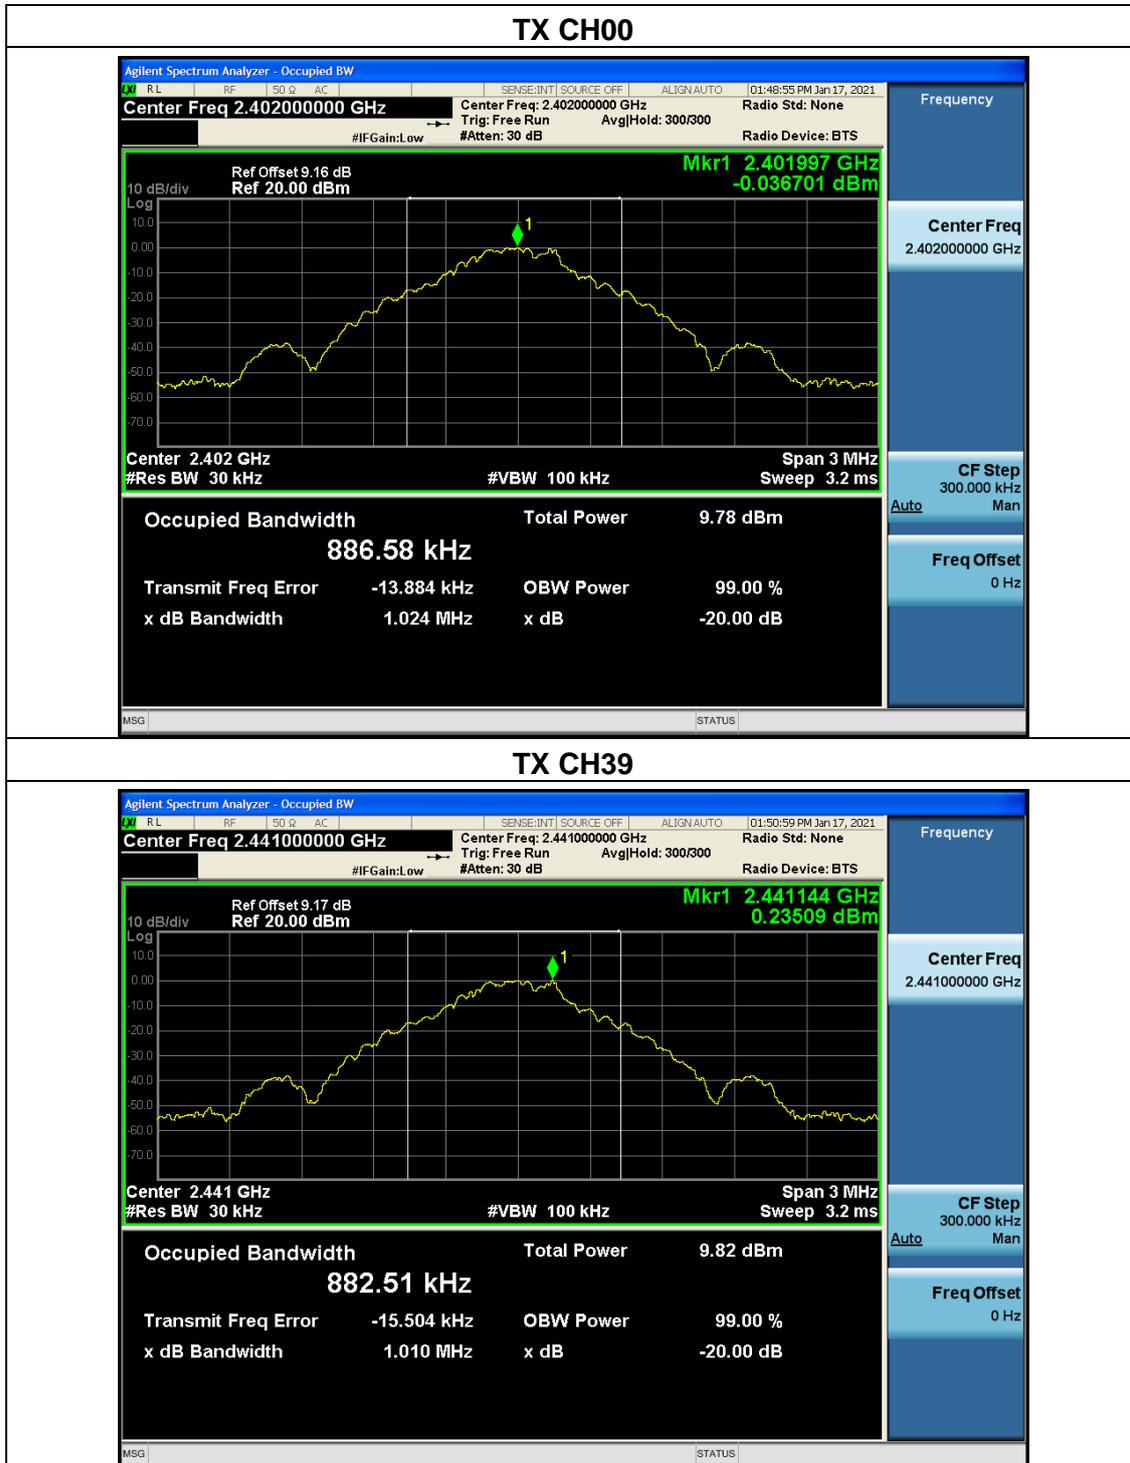 TX CH00
Agilent Spectrum Analyzer - Occupied BW
LXI RL RF 50 Ω AC SENSE:INT SOURCE OFF ALIGN AUTO 01:48:55 PM Jan 17, 2021
Center Freq 2.402000000 GHz Center Freq: 2.402000000 GHz Radio Std: None Frequency
Trig: Free Run Avg|Hold: 300/300
#IFGain:Low #Atten: 30 dB Radio Device: BTS
Mkr1 2.401997 GHz
Ref Offset 9.16 dB
10 dB/div Ref 20.00 dBm -0.036701 dBm
Log
10.0 1
Center Freq
0.00
2.402000000 GHz
-10.0
-20.0
-30.0
-40.0
-50.0
-60.0
-70.0
Center 2.402 GHz Span 3 MHz
#Res BW 30 kHz #VBW 100 kHz Sweep 3.2 ms
CF Step
300.000 kHz
Auto Man
Occupied Bandwidth Total Power 9.78 dBm
886.58 kHz
Freq Offset
0 Hz
Transmit Freq Error -13.884 kHz OBW Power 99.00 %
x dB Bandwidth 1.024 MHz x dB -20.00 dB
MSG STATUS
TX CH39
Agilent Spectrum Analyzer - Occupied BW
LXI RL RF 50 Ω AC SENSE:INT SOURCE OFF ALIGN AUTO 01:50:59 PM Jan 17, 2021
Center Freq 2.441000000 GHz Center Freq: 2.441000000 GHz Radio Std: None Frequency
Trig: Free Run Avg|Hold: 300/300
#IFGain:Low #Atten: 30 dB Radio Device: BTS
Mkr1 2.441144 GHz
Ref Offset 9.17 dB
10 dB/div Ref 20.00 dBm 0.23509 dBm
Log
10.0 1
Center Freq
0.00
2.441000000 GHz
-10.0
-20.0
-30.0
-40.0
-50.0
-60.0
-70.0
Center 2.441 GHz Span 3 MHz
#Res BW 30 kHz #VBW 100 kHz Sweep 3.2 ms
CF Step
300.000 kHz
Auto Man
Occupied Bandwidth Total Power 9.82 dBm
882.51 kHz
Freq Offset
0 Hz
Transmit Freq Error -15.504 kHz OBW Power 99.00 %
x dB Bandwidth 1.010 MHz x dB -20.00 dB
MSG STATUS